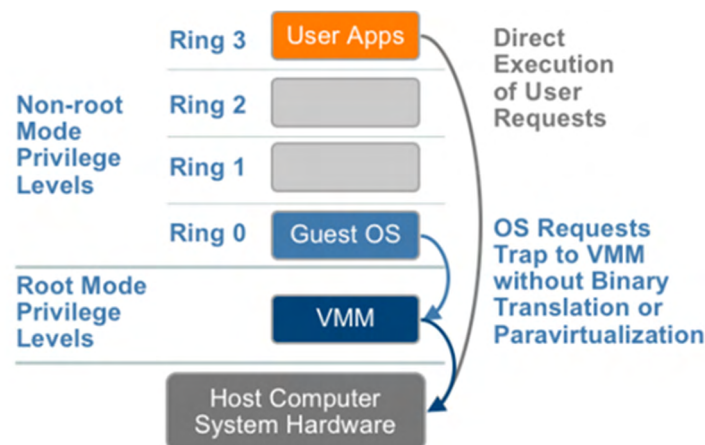 Ring 3
User Apps
Direct
Execution
of User
Requests
Non-root
Mode
Privilege
Levels
Ring 2
Ring 1
Ring 0
Guest OS
OS Requests
Trap to VMM
without Binary
Translation or
Paravirtualization
Root Mode
Privilege
Levels
VMM
Host Computer
System Hardware